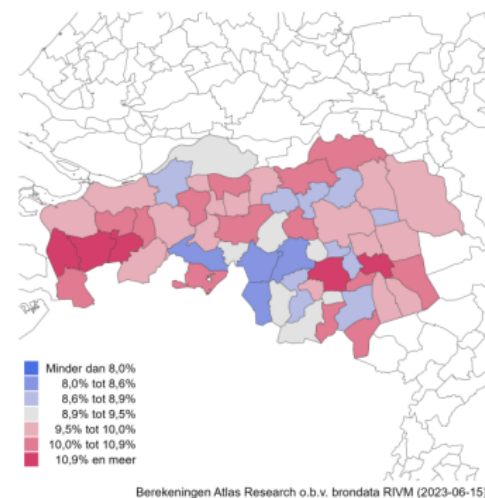 Minder dan 8,0%
8,0% tot 8,6%
8,6% tot 8,9%
8,9% tot 9,5%
9,5% tot 10,0%
10,0% tot 10,9%
10,9% en meer
Berekeningen Atlas Research o.b.v. brondata RIVM (2023-06-15)